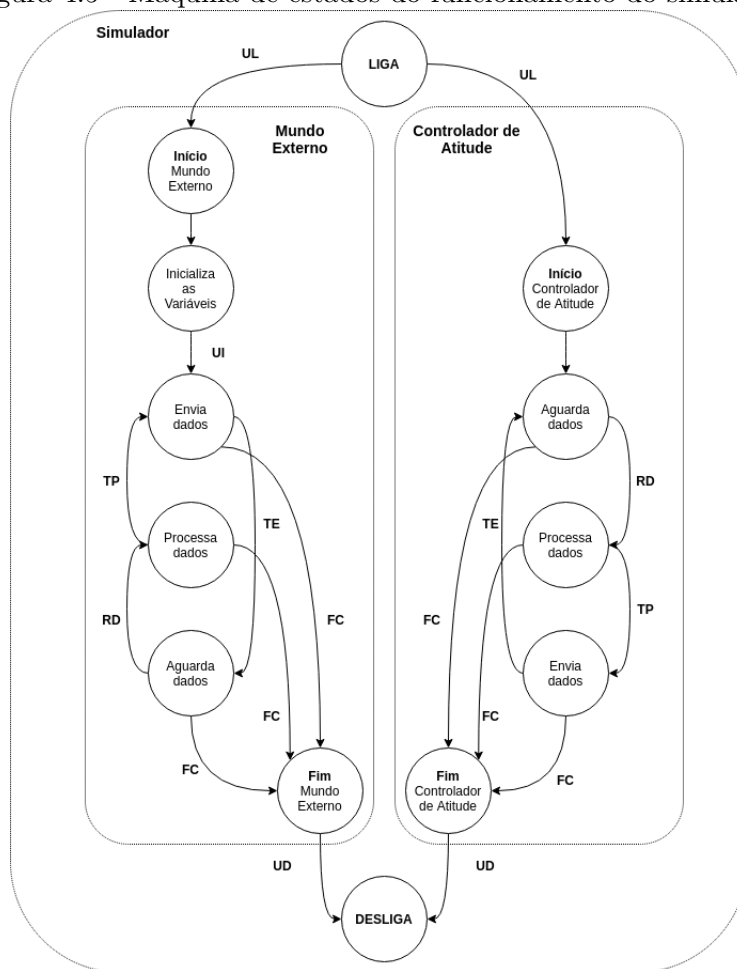 Máquina de estados do funcionamento do
Simulador
UL
LIGA
UL
Mundo
Externo
Controlador de
Atitude
Início
Mundo
Externo
Inicializa
as
Variáveis
Início
Controlador
de Atitude
UI
Envia
dados
Aguarda
dados
TP
TE
TE
RD
Processa
dados
Processa
dados
RD
FC
FC
TP
Aguarda
dados
Envia
dados
FC
FC
FC
FC
Fim
Mundo
Externo
Fim
Controlador
de Atitude
UD
UD
DESLIGA